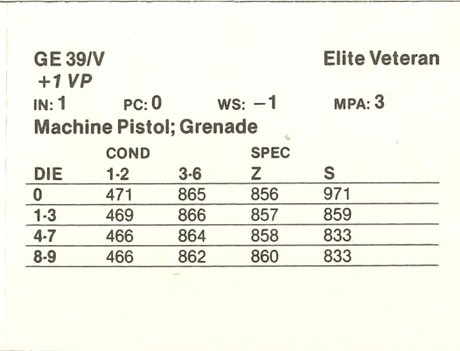 GE 39/V Elite Veteran
+1 VP
IN: 1 PC: 0 WS: −1 MPA: 3
Machine Pistol; Grenade
COND SPEC
DIE 1-2 3-6 Z S
0 471 865 856 971
1-3 469 866 857 859
4-7 466 864 858 833
8-9 466 862 860 833